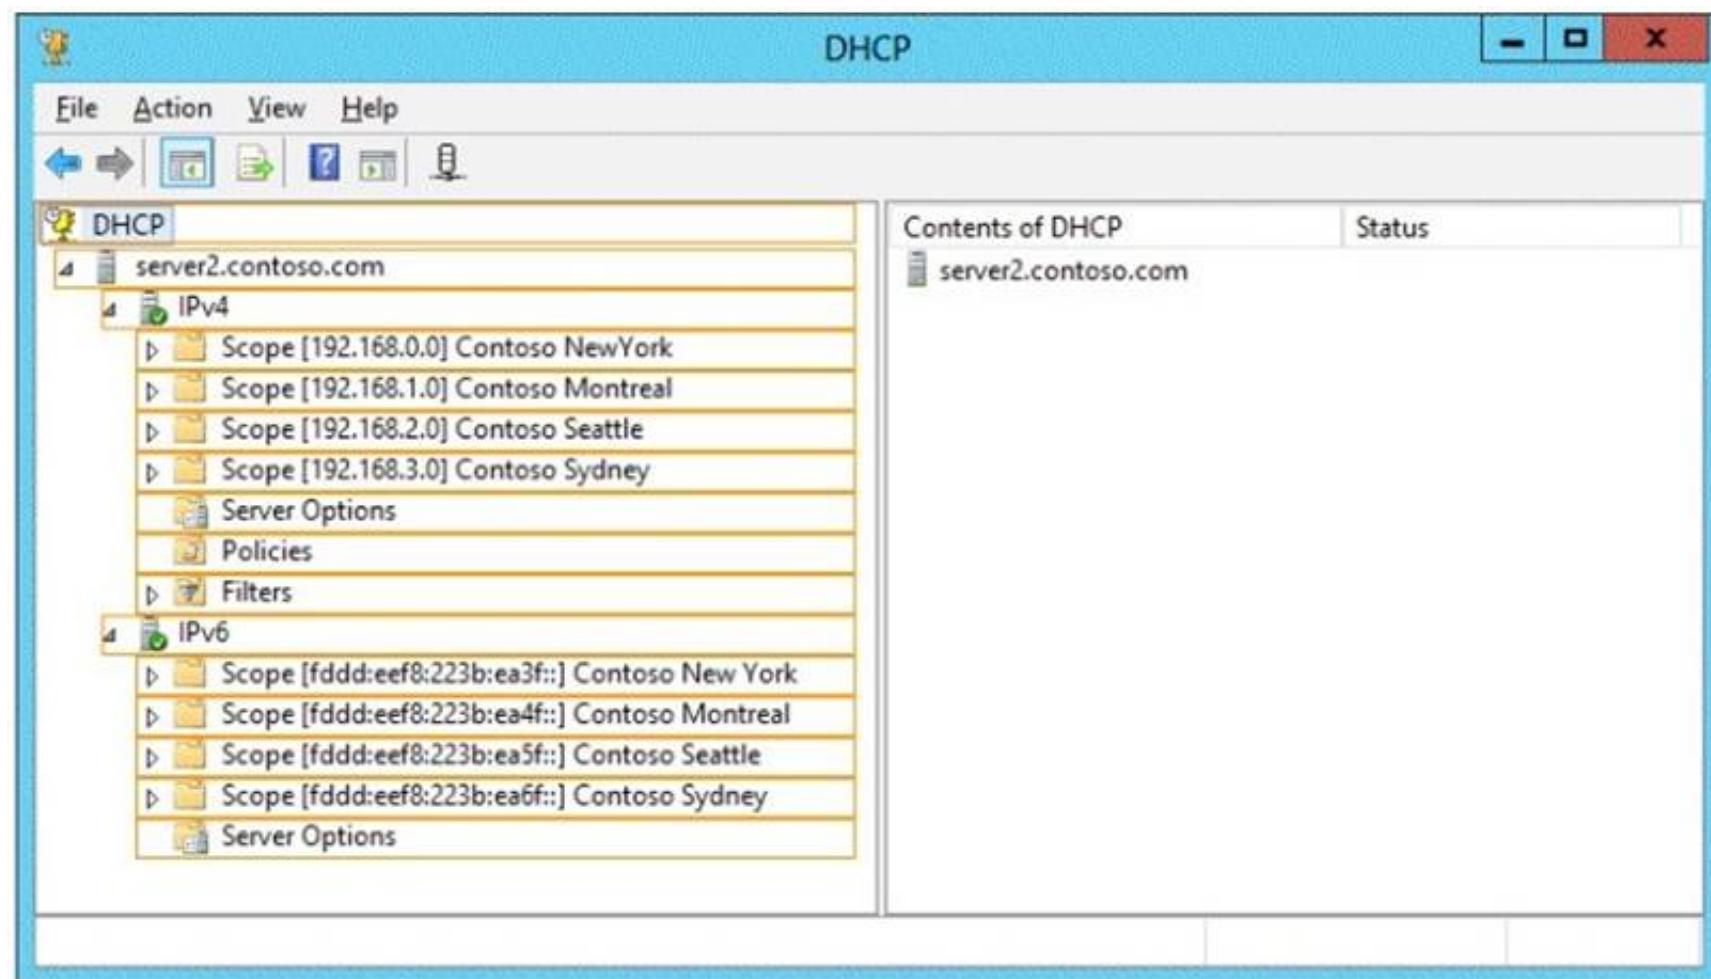 DHCP
File Action View Help
DHCP
server2.contoso.com
IPv4
Scope [192.168.0.0] Contoso NewYork
Scope [192.168.1.0] Contoso Montreal
Scope [192.168.2.0] Contoso Seattle
Scope [192.168.3.0] Contoso Sydney
Server Options
Policies
Filters
IPv6
Scope [fddd:eef8:223b:ea3f::] Contoso New York
Scope [fddd:eef8:223b:ea4f::] Contoso Montreal
Scope [fddd:eef8:223b:ea5f::] Contoso Seattle
Scope [fddd:eef8:223b:ea6f::] Contoso Sydney
Server Options
Contents of DHCP Status
server2.contoso.com